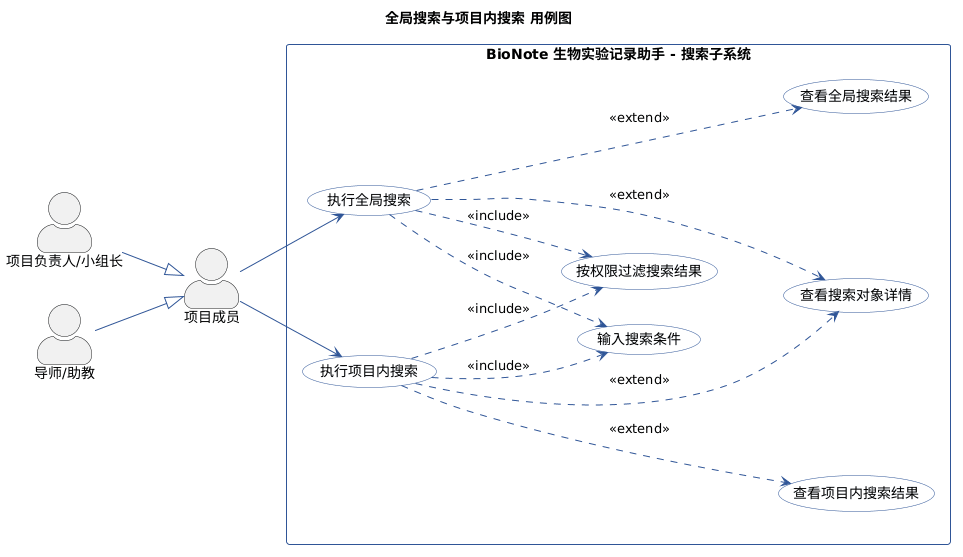 全局搜索与项目内搜索 用例图
BioNote 生物实验记录助手 - 搜索子系统
查看全局搜索结果
«extend»
执行全局搜索
«extend»
«include»
项目负责人/小组长
«include»
按权限过滤搜索结果
查看搜索对象详情
项目成员
«include»
输入搜索条件
导师/助教
执行项目内搜索
«include»
«extend»
«extend»
查看项目内搜索结果